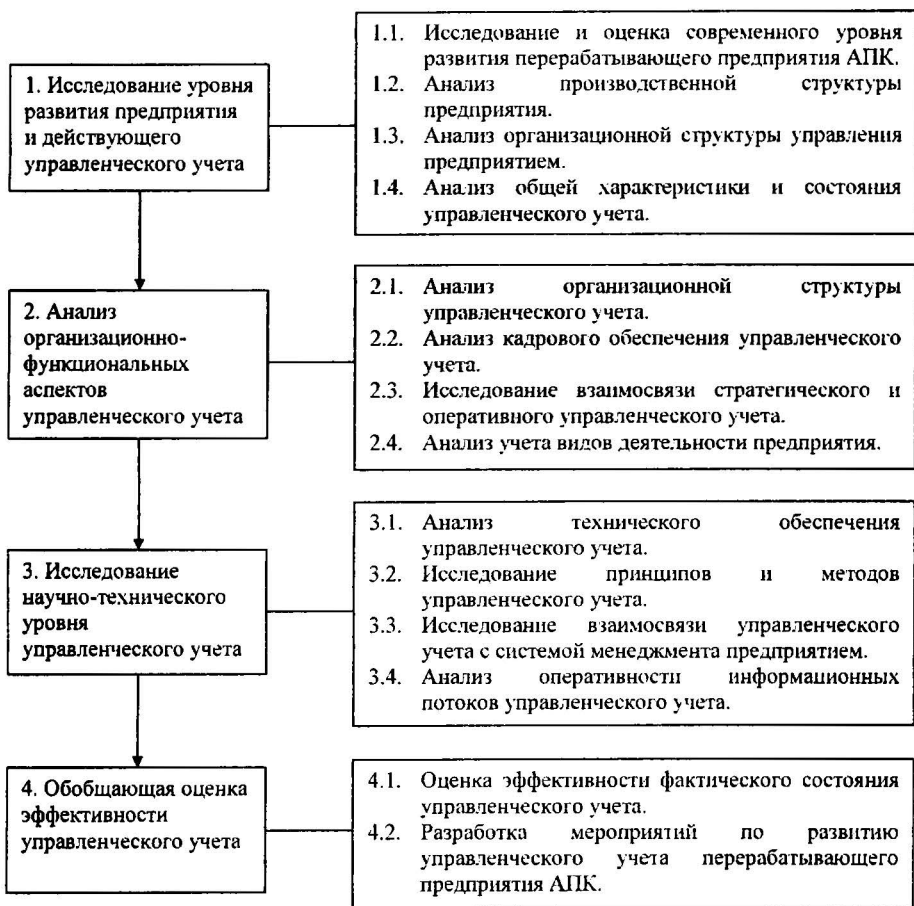 1. Исследование уровня
развития предприятия
и действующего
управленческого учета
1.1. Исследование и оценка современного уровня
развития перерабатывающего предприятия АПК.
1.2. Анализ производственной структуры
предприятия.
1.3. Анализ организационной структуры управления
предприятием.
1.4. Анализ общей характеристики и состояния
управленческого учета.
2. Анализ
организационно-
функциональных
аспектов
управленческого учета
2.1. Анализ организационной структуры
управленческого учета.
2.2. Анализ кадрового обеспечения управленческого
учета.
2.3. Исследование взаимосвязи стратегического и
оперативного управленческого учета.
2.4. Анализ учета видов деятельности предприятия.
3. Исследование
научно-технического
уровня
управленческого учета
3.1. Анализ технического обеспечения
управленческого учета.
3.2. Исследование принципов и методов
управленческого учета.
3.3. Исследование взаимосвязи управленческого
учета с системой менеджмента предприятием.
3.4. Анализ оперативности информационных
потоков управленческого учета.
4. Обобщающая оценка
эффективности
управленческого учета
4.1. Оценка эффективности фактического состояния
управленческого учета.
4.2. Разработка мероприятий по развитию
управленческого учета перерабатывающего
предприятия АПК.